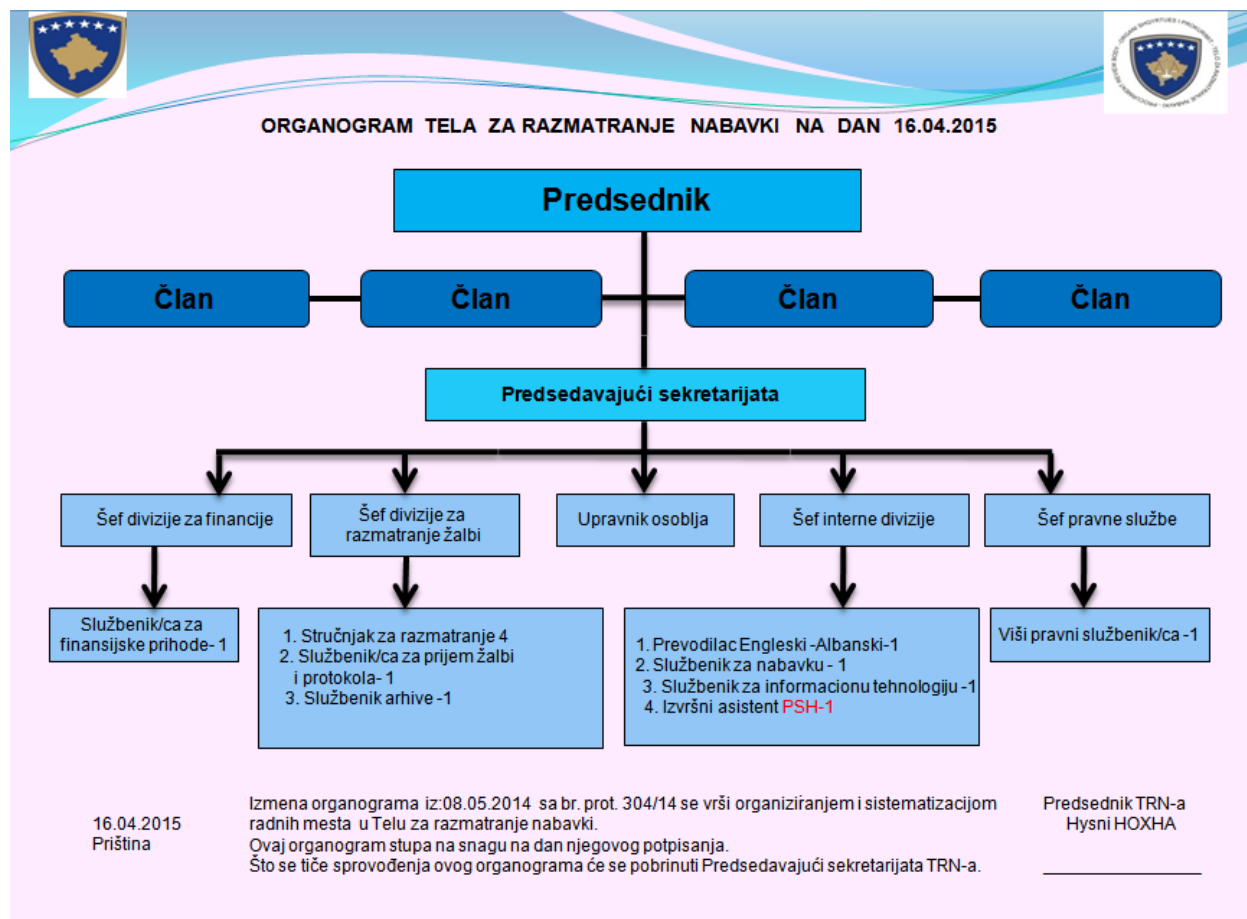 ORGANOGRAM TELA ZA RAZMATRANJE NABAVKI NA DAN 16.04.2015
Predsednik
Član
Član
Član
Član
Predsedavajući sekretarijata
Šef divizije za financije
Šef divizije za
razmatranje žalbi
Upravnik osoblja
Šef interne divizije
Šef pravne službe
Službenik/ca za
finansijske prihode- 1
1. Stručnjak za razmatranje 4
2. Službenik/ca za prijem žalbi
i protokola- 1
3. Službenik arhive -1
1. Prevodilac Engleski -Albanski-1
2. Službenik za nabavku - 1
3. Službenik za informacionu tehnologiju -1
4. Izvršni asistent PSH-1
Viši pravni službenik/ca -1
16.04.2015
Priština
Izmena organograma iz:08.05.2014 sa br. prot. 304/14 se vrši organiziranjem i sistematizacijom
radnih mesta u Telu za razmatranje nabavki.
Ovaj organogram stupa na snagu na dan njegovog potpisanja.
Što se tiče sprovođenja ovog organograma će se pobrinuti Predsedavajući sekretarijata TRN-a.
Predsednik TRN-a
Hysni HOXHA